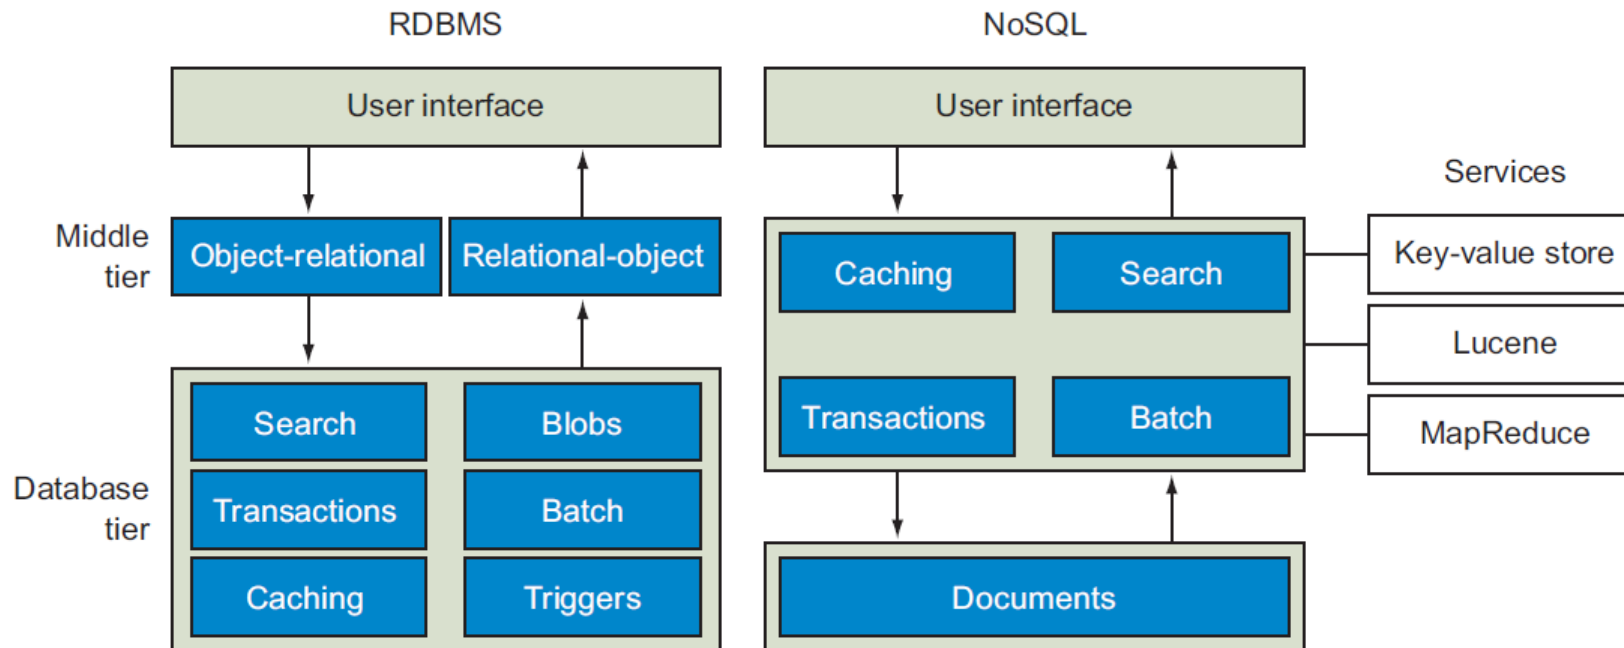 RDBMS
NoSQL
User interface
User interface
Services
Middle
tier
Object-relational
Relational-object
Caching
Search
Key-value store
Lucene
Database
tier
Search
Blobs
Transactions
Batch
MapReduce
Transactions
Batch
Caching
Triggers
Documents